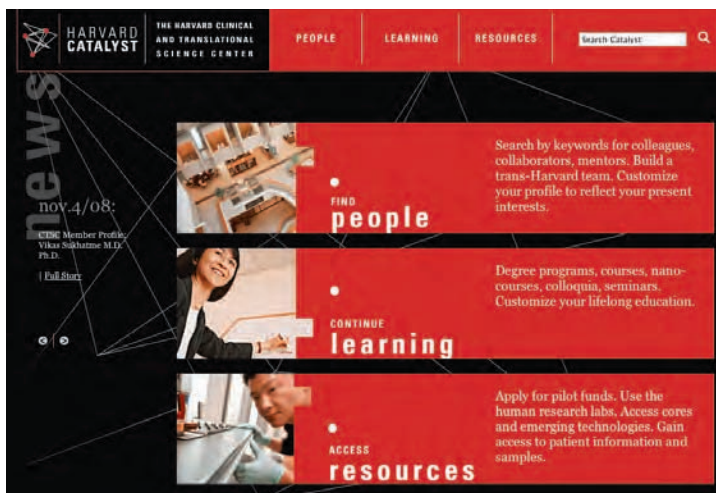 HARVARD
CATALYST
THE HARVARD CLINICAL
AND TRANSLATIONAL
SCIENCE CENTER
PEOPLE
LEARNING
RESOURCES
Search Catalyst
news
nov.4/08:
CTSC Member Profile:
Vikas Sukhatme M.D.
Ph.D.
| Full Story
FIND
people
Search by keywords for colleagues,
collaborators, mentors. Build a
trans-Harvard team. Customize
your profile to reflect your present
interests.
CONTINUE
learning
Degree programs, courses, nano-
courses, colloquia, seminars.
Customize your lifelong education.
ACCESS
resources
Apply for pilot funds. Use the
human research labs. Access cores
and emerging technologies. Gain
access to patient information and
samples.